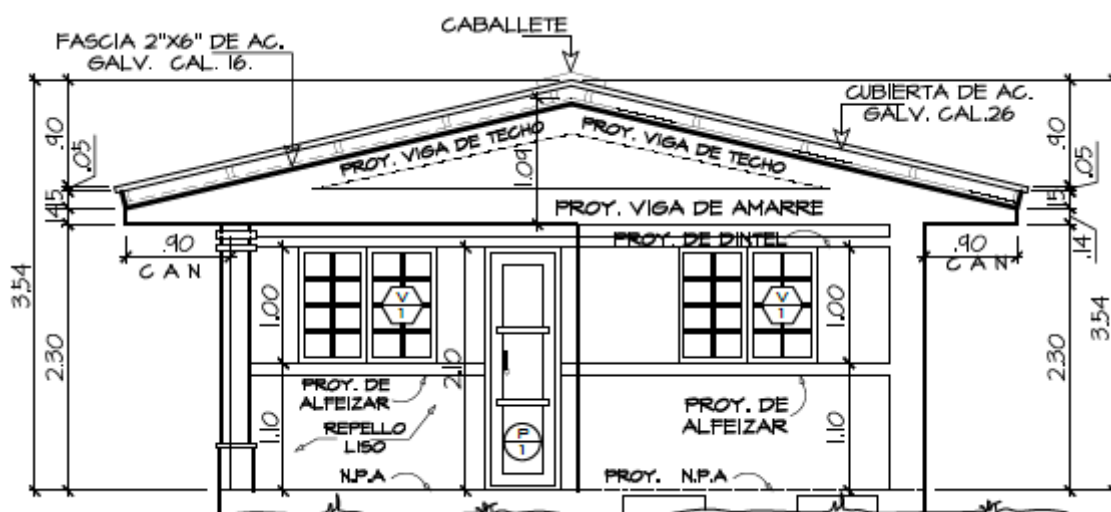 CABALLETE
FASCIA 2"X6" DE AC.
GALV. CAL. 16.
CUBIERTA DE AC.
GALV. CAL.26
.90
.05
.15
.14
3.54
2.30
PROY. VIGA DE TECHO
PROY. VIGA DE TECHO
1.09
.90
.05
.15
.14
3.54
2.30
PROY. VIGA DE AMARRE
PROY. DE DINTEL
.90
CAN
.90
CAN
V
1
V
1
1.00
1.00
2.10
PROY. DE
ALFEIZAR
PROY. DE
ALFEIZAR
REPELLO
LISO
1.10
1.10
P
1
N.P.A
PROY. N.P.A